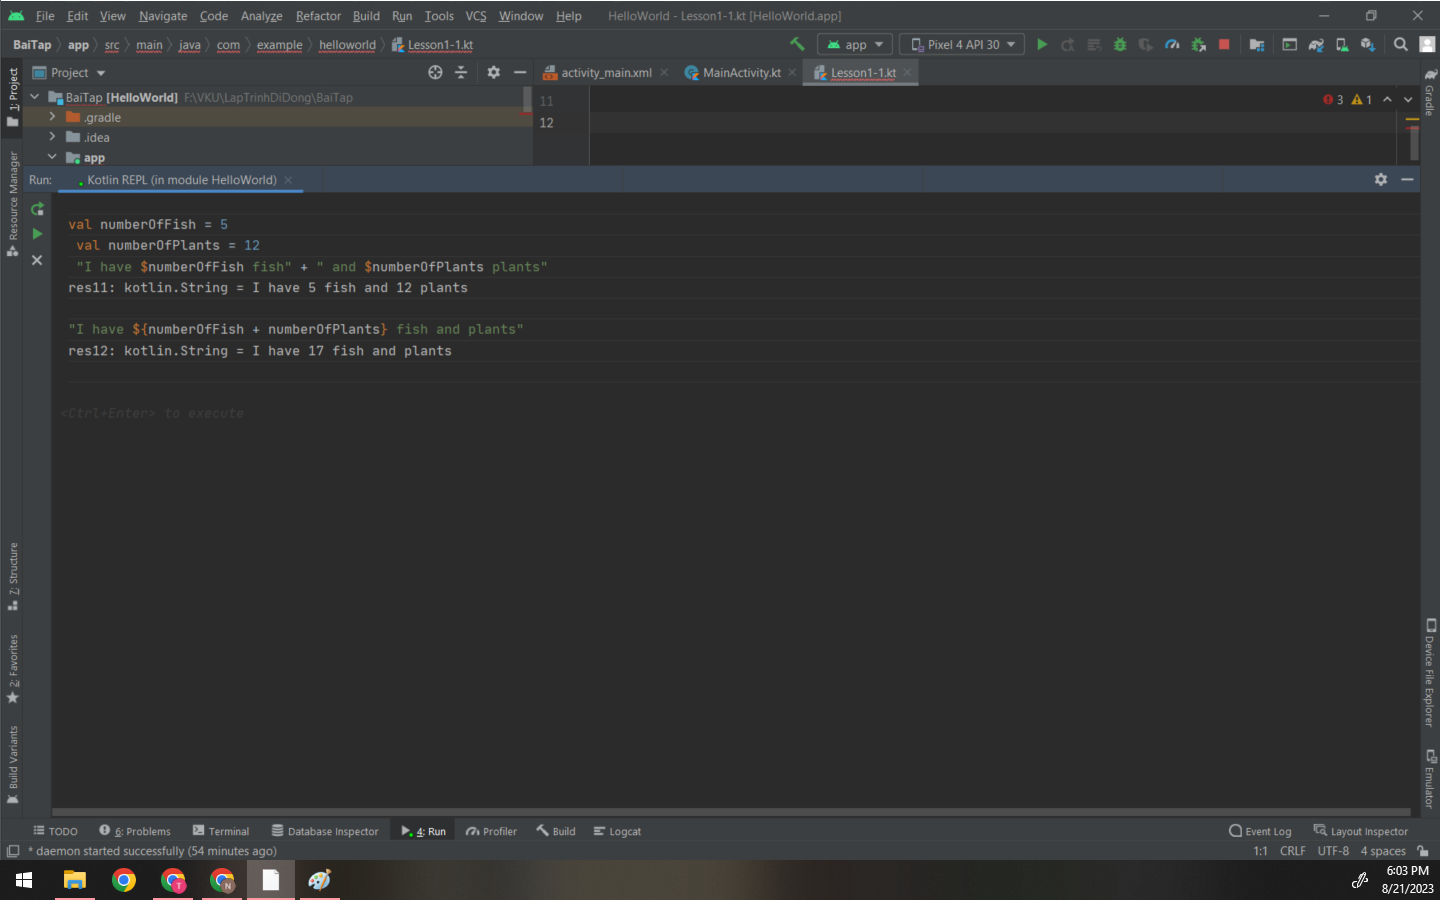 File Edit View Navigate Code Analyze Refactor Build Run Tools VCS Window Help HelloWorld - Lesson1-1.kt [HelloWorld.app]
BaiTap app src main java com example helloworld Lesson1-1.kt app Pixel 4 API 30
Project activity_main.xml MainActivity.kt Lesson1-1.kt
BaiTap [HelloWorld] F:\VKU\LapTrinhDiDong\BaiTap 11 3 1
.gradle 12
.idea
app
Run: Kotlin REPL (in module HelloWorld)
val numberOfFish = 5
val numberOfPlants = 12
"I have $numberOfFish fish" + " and $numberOfPlants plants"
res11: kotlin.String = I have 5 fish and 12 plants
"I have ${numberOfFish + numberOfPlants} fish and plants"
res12: kotlin.String = I have 17 fish and plants
<Ctrl+Enter> to execute
1: Project
Resource Manager
7: Structure
2: Favorites
Build Variants
Gradle
Device File Explorer
Emulator
TODO 6: Problems Terminal Database Inspector 4: Run Profiler Build Logcat Event Log Layout Inspector
* daemon started successfully (54 minutes ago) 1:1 CRLF UTF-8 4 spaces
T N 6:03 PM
8/21/2023